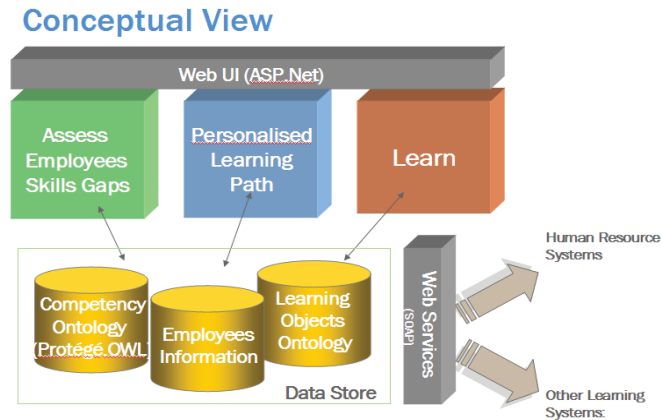 Conceptual View
Web UI (ASP.Net)
Assess
Employees
Skills Gaps
Personalised
Learning
Path
Learn
Competency
Ontology
(Protégé.OWL)
Employees
Information
Learning
Objects
Ontology
Data Store
Web Services
(SOAP)
Human Resource
Systems
Other Learning
Systems: